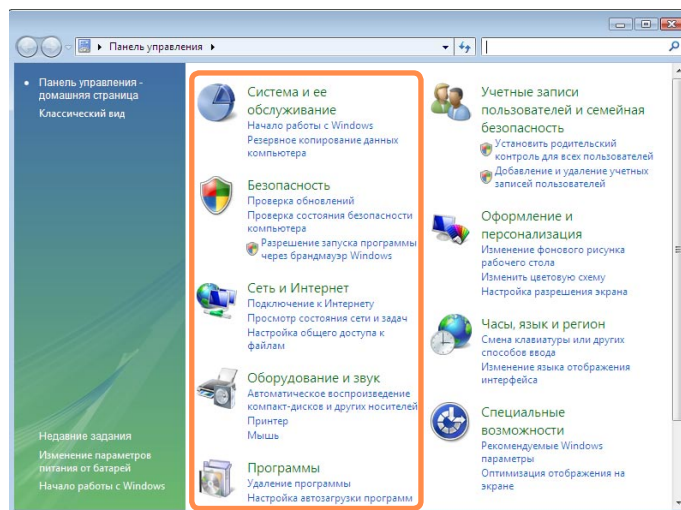 Панель управления
Панель управления -
домашняя страница
Классический вид
Недавние задания
Изменение параметров
питания от батарей
Начало работы с Windows
Система и ее
обслуживание
Начало работы с Windows
Резервное копирование данных
компьютера
Безопасность
Проверка обновлений
Проверка состояния безопасности
компьютера
Разрешение запуска программы
через брандмауэр Windows
Сеть и Интернет
Подключение к Интернету
Просмотр состояния сети и задач
Настройка общего доступа к
файлам
Оборудование и звук
Автоматическое воспроизведение
компакт-дисков и других носителей
Принтер
Мышь
Программы
Удаление программы
Настройка автозагрузки программ
Учетные записи
пользователей и семейная
безопасность
Установить родительский
контроль для всех пользователей
Добавление и удаление учетных
записей пользователей
Оформление и
персонализация
Изменение фонового рисунка
рабочего стола
Изменить цветовую схему
Настройка разрешения экрана
Часы, язык и регион
Смена клавиатуры или других
способов ввода
Изменение языка отображения
интерфейса
Специальные
возможности
Рекомендуемые Windows
параметры
Оптимизация отображения на
экране